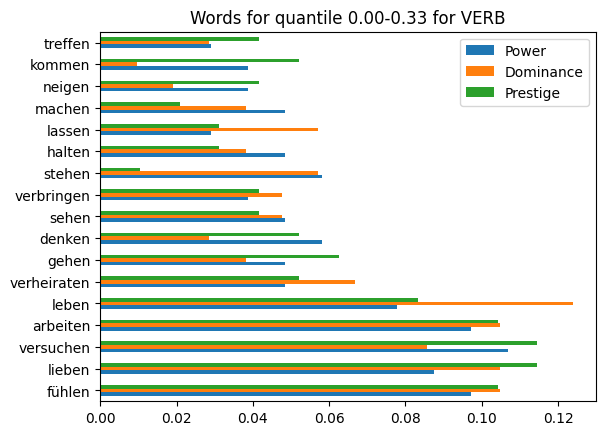 Words for quantile 0.00-0.33 for VERB
treffen
kommen
neigen
machen
lassen
halten
stehen
verbringen
sehen
denken
gehen
verheiraten
leben
arbeiten
versuchen
lieben
fühlen
Power
Dominance
Prestige
0.00 0.02 0.04 0.06 0.08 0.10 0.12